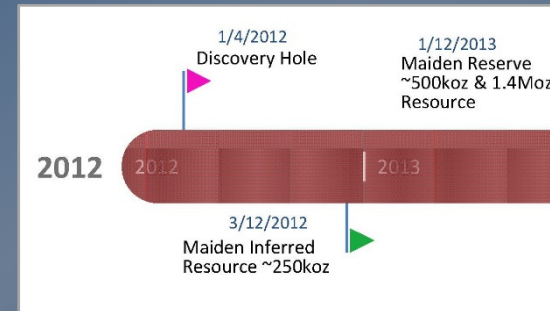 1/4/2012
Discovery Hole
1/12/2013
Maiden Reserve
~500koz & 1.4Moz
Resource
2012
2012
2013
3/12/2012
Maiden Inferred
Resource ~250koz